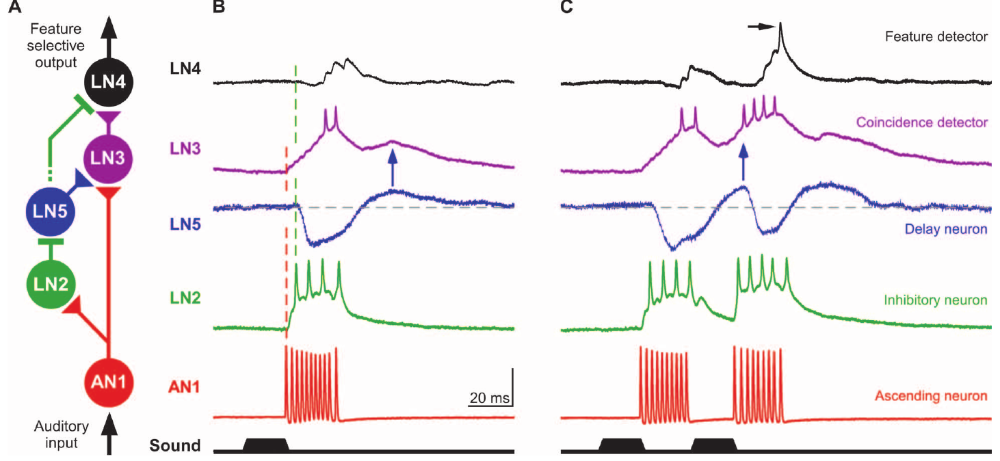 A
B
C
Feature
selective
output
LN4
LN3
LN5
LN2
AN1
Auditory
input
LN4
LN3
LN5
LN2
AN1
Sound
20 ms
Feature detector
Coincidence detector
Delay neuron
Inhibitory neuron
Ascending neuron